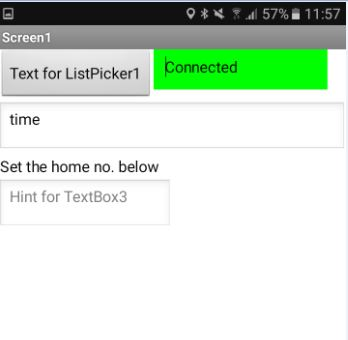 57% 11:57
Screen1
Text for ListPicker1
Connected
time
Set the home no. below
Hint for TextBox3